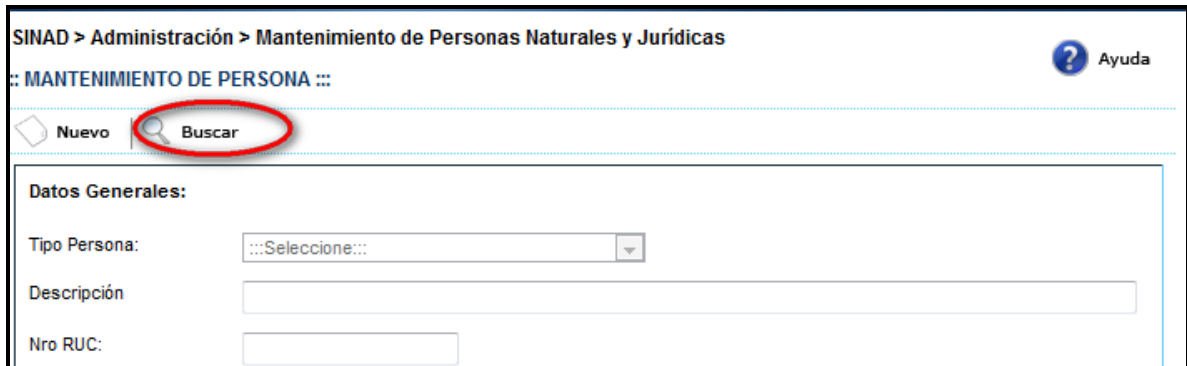 SINAD > Administración > Mantenimiento de Personas Naturales y Jurídicas
Ayuda
:: MANTENIMIENTO DE PERSONA :::
Nuevo Buscar
Datos Generales:
Tipo Persona: :::Seleccione:::
Descripción
Nro RUC: